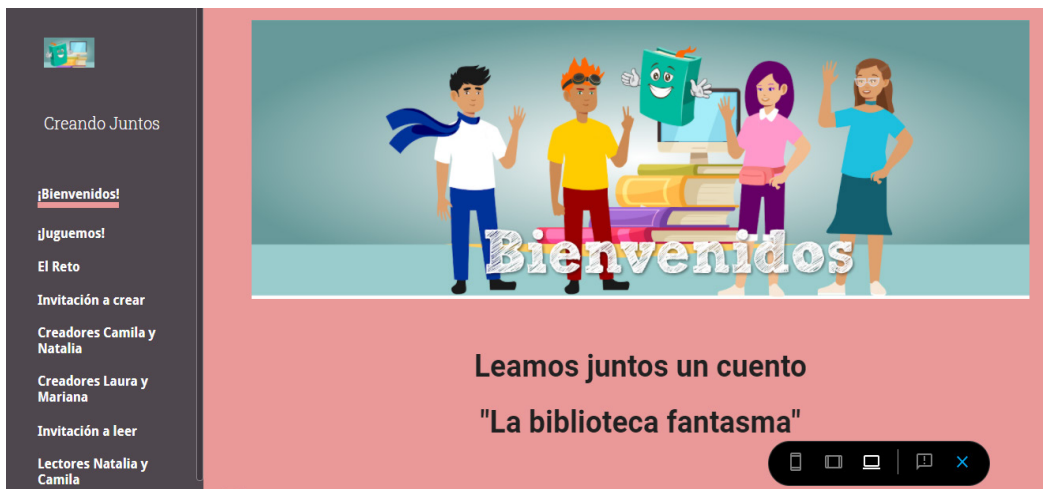 Creando Juntos
¡Bienvenidos!
¡Juguemos!
El Reto
Invitación a crear
Creadores Camila y
Natalia
Creadores Laura y
Mariana
Invitación a leer
Lectores Natalia y
Camila
Bienvenidos
Leamos juntos un cuento
"La biblioteca fantasma"